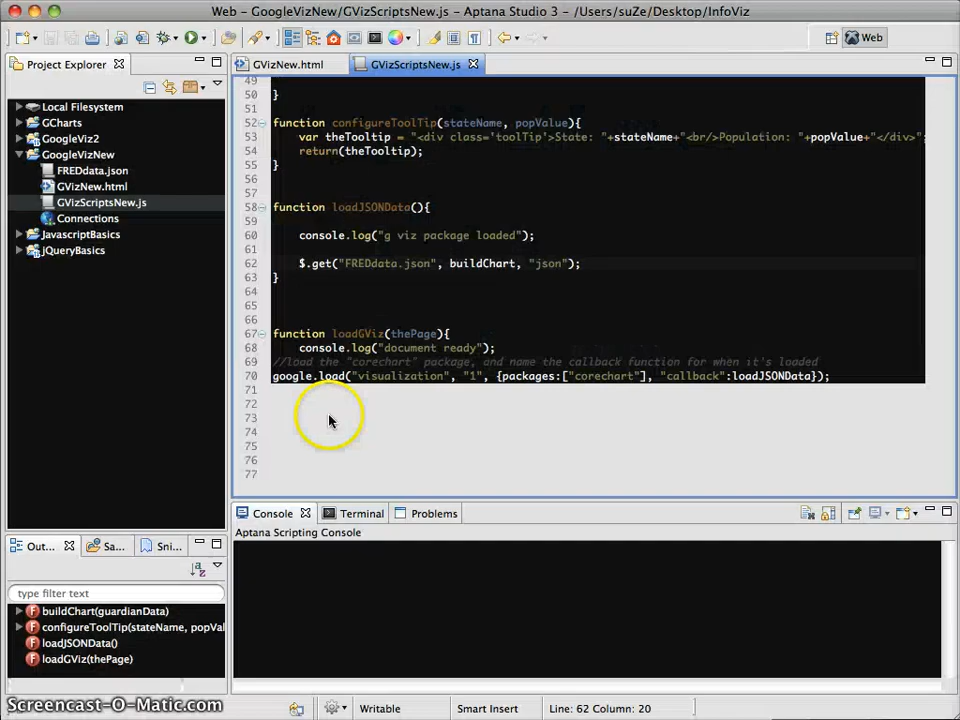 Web - GoogleVizNew/GVizScriptsNew.js - Aptana Studio 3 - /Users/suZe/Desktop/InfoViz
Web
Project Explorer
Local Filesystem
GCharts
GoogleViz2
GoogleVizNew
FREDdata.json
GVizNew.html
GVizScriptsNew.js
Connections
JavascriptBasics
jQueryBasics
GVizNew.html
GVizScriptsNew.js
49
50 }
51
52 function configureToolTip(stateName, popValue){
53 var theTooltip = "<div class='toolTip'>State: "+stateName+"<br/>Population: "+popValue+"</div>";
54 return(theTooltip);
55 }
56
57
58 function loadJSONData(){
59
60 console.log("g viz package loaded");
61
62 $.get("FREDdata.json", buildChart, "json");
63 }
64
65
66
67 function loadGViz(thePage){
68 console.log("document ready");
69 //load the "corechart" package, and name the callback function for when it's loaded
70 google.load("visualization", "1", {packages:["corechart"], "callback":loadJSONData});
71
72
73
74
75
76
77
Out...
Sa...
Sni...
type filter text
buildChart(guardianData)
configureToolTip(stateName, popVal
loadJSONData()
loadGViz(thePage)
Console
Terminal
Problems
Aptana Scripting Console
Screencast-O-Matic.com
Writable
Smart Insert
Line: 62 Column: 20